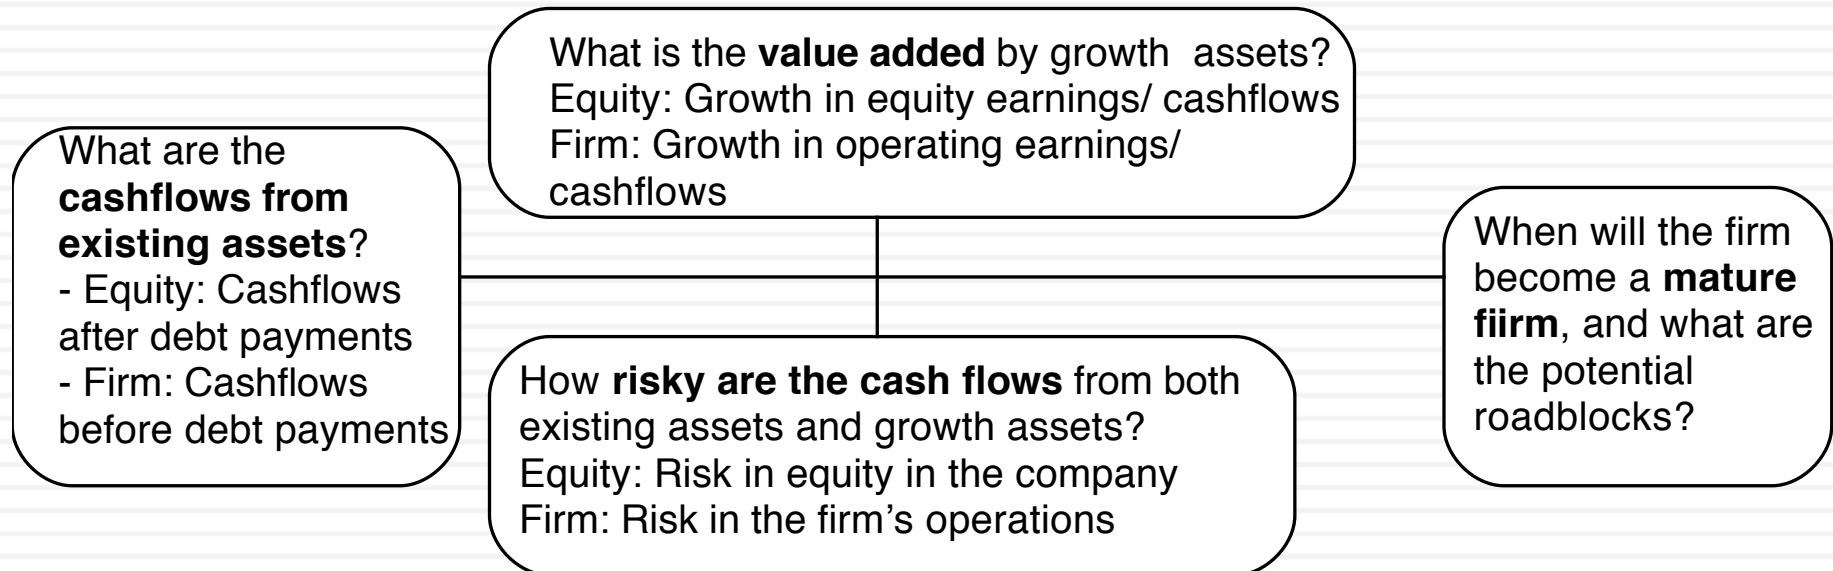 What is the value added by growth assets?
Equity: Growth in equity earnings/ cashflows
Firm: Growth in operating earnings/
cashflows
What are the
cashflows from
existing assets?
- Equity: Cashflows
after debt payments
- Firm: Cashflows
before debt payments
When will the firm
become a mature
fiirm, and what are
the potential
roadblocks?
How risky are the cash flows from both
existing assets and growth assets?
Equity: Risk in equity in the company
Firm: Risk in the firm’s operations